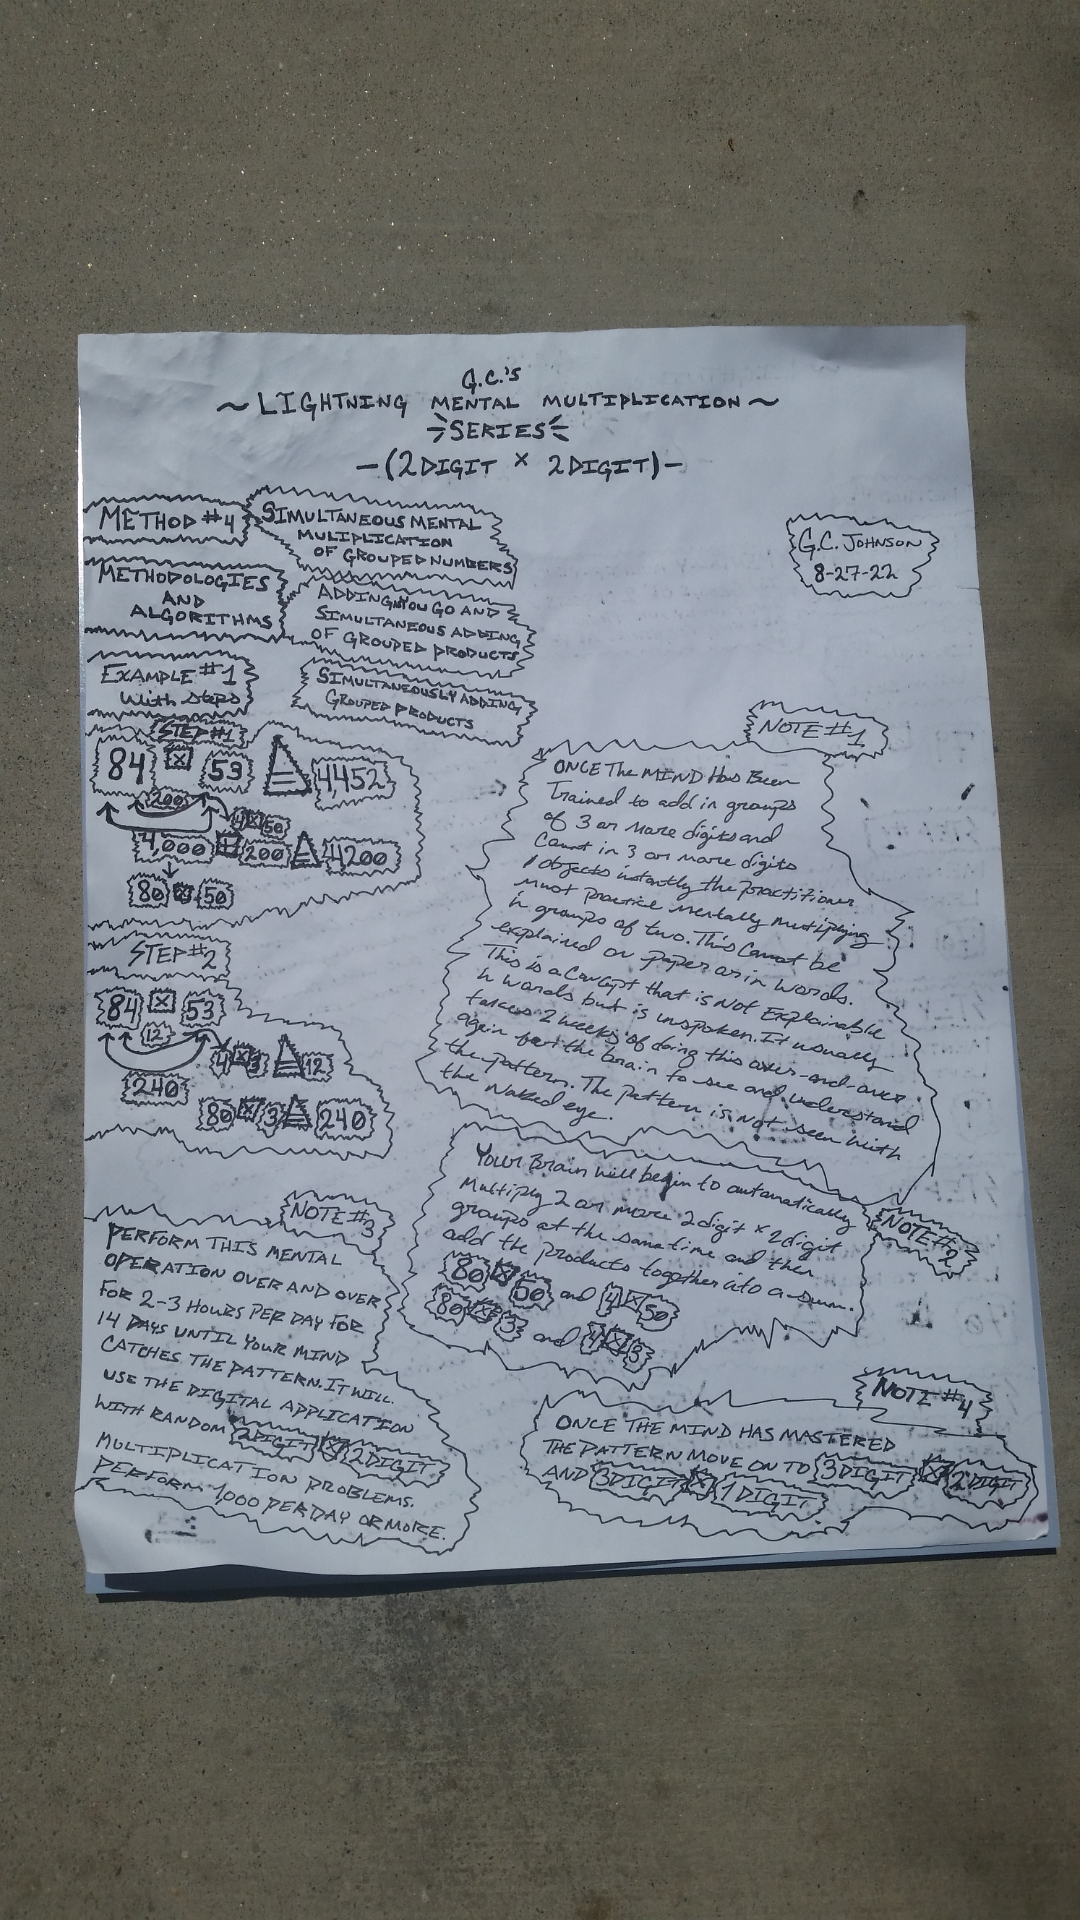 G.C.'S
~LIGHTNING MENTAL MULTIPLICATION~
SERIES
-(2DIGIT × 2DIGIT)-
METHOD #4
SIMULTANEOUS MENTAL
MULIPLICATION
OF GROUPED NUMBERS
G.C. JOHNSON
8-27-22
METHODOLOGIES
AND
ALGORITHMS
ADDING YOU GO AND
SIMULTANEOUS ADDING
OF GROUPED PRODUCTS
EXAMPLE #1
With Steps
SIMULTANEOUSLY ADDING
GROUPED PRODUCTS
STEP #1
84 × 53 = 4452
200
4×50
4,000 + 200 = 4200
80 × 50
STEP #2
84 × 53
12
4×3 = 12
240
80×3 = 240
NOTE #1
ONCE The MIND Has Been
Trained to add in groups
of 3 or more digits and
Count in 3 or more digits
objects instantly the practitioner
must practice mentally multiplying
in groups of two. This Cannot be
explained on paper or in words.
This is a Concept that is Not Explainable
in words but is unspoken. It usually
takes 2 weeks of doing this over-and-over
again for the brain to see and understand
the pattern. The pattern is not seen with
the Naked eye.
NOTE #2
Your Brain will begin to automatically
Multiply 2 or more 2 digit × 2 digit
groups at the same time and then
add the products together into a sum.
80×50 and 4×50
80×3 and 4×3
NOTE #3
PERFORM THIS MENTAL
OPERATION OVER AND OVER
FOR 2-3 HOURS PER DAY FOR
14 DAYS UNTIL YOUR MIND
CATCHES THE PATTERN. IT WILL.
USE THE DIGITAL APPLICATION
WITH RANDOM 2DIGIT × 2DIGIT
MULTIPLICATION PROBLEMS.
PERFORM 1,000 PER DAY OR MORE.
NOTE #4
ONCE THE MIND HAS MASTERED
THE PATTERN MOVE ON TO 3DIGIT × 2DIGIT
AND 3DIGIT × 1DIGIT